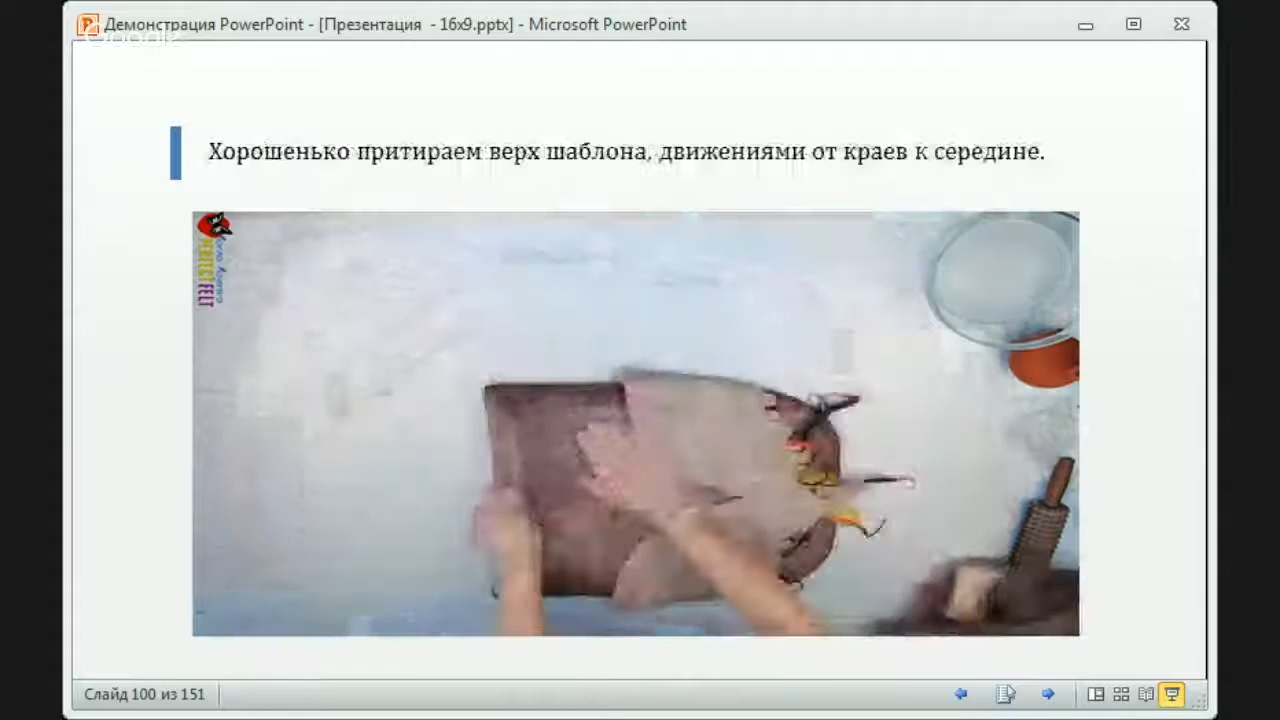 Демонстрация PowerPoint - [Презентация - 16x9.pptx] - Microsoft PowerPoint
Google
Хорошенько притираем верх шаблона, движениями от краев к середине.
Слайд 100 из 151